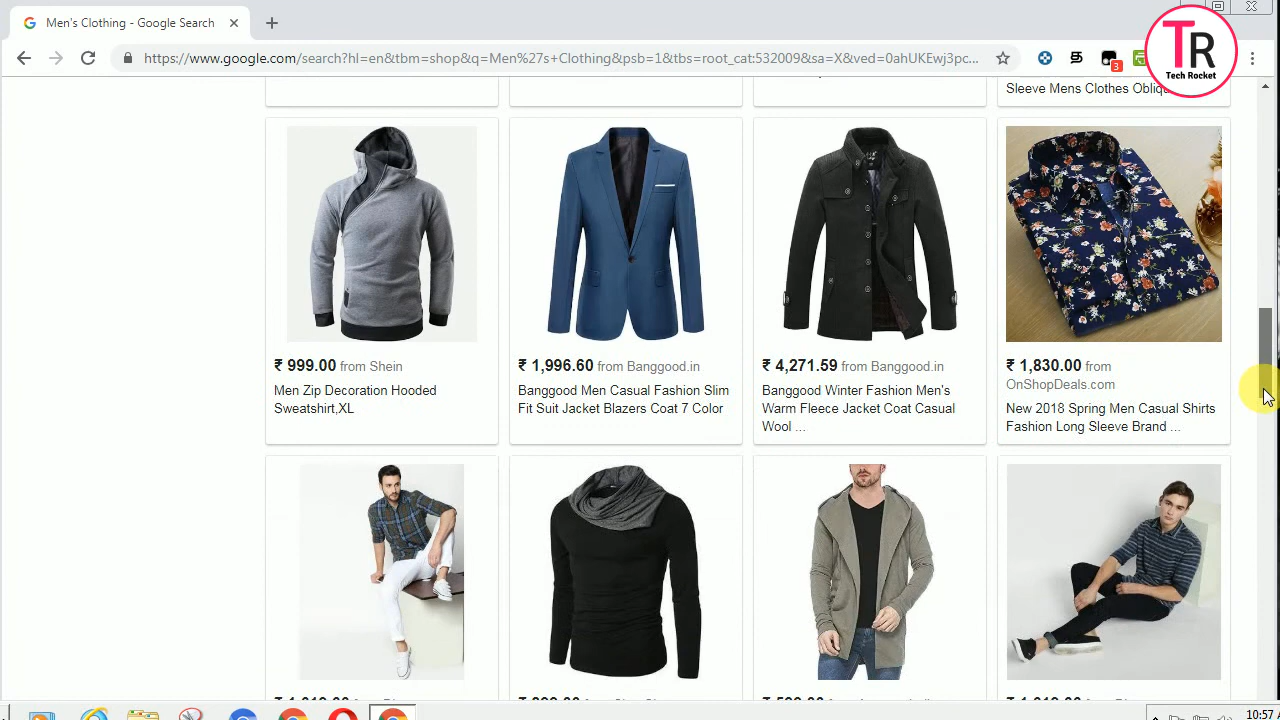 Men's Clothing - Google Search
https://www.google.com/search?hl=en&tbm=shop&q=Men%27s+Clothing&psb=1&tbs=root_cat:532009&sa=X&ved=0ahUKEwj3pc...
3
TR
Tech Rocket
Sleeve Mens Clothes
₹ 999.00 from Shein
Men Zip Decoration Hooded
Sweatshirt,XL
₹ 1,996.60 from Banggood.in
Banggood Men Casual Fashion Slim
Fit Suit Jacket Blazers Coat 7 Color
₹ 4,271.59 from Banggood.in
Banggood Winter Fashion Men's
Warm Fleece Jacket Coat Casual
Wool ...
₹ 1,830.00 from
OnShopDeals.com
New 2018 Spring Men Casual Shirts
Fashion Long Sleeve Brand ...
10:57